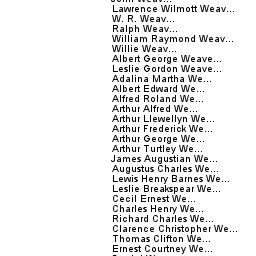 Lawrence Wilmott Weav...
W. R. Weav...
Ralph Weav...
William Raymond Weav...
Willie Weav...
Albert George Weave...
Leslie Gordon Weave...
Adalina Martha We...
Albert Edward We...
Alfred Roland We...
Arthur Alfred We...
Arthur Llewellyn We...
Arthur Frederick We...
Arthur George We...
Arthur Turtley We...
James Augustian We...
Augustus Charles We...
Lewis Henry Barnes We...
Leslie Breakspear We...
Cecil Ernest We...
Charles Henry We...
Richard Charles We...
Clarence Christopher We...
Thomas Clifton We...
Ernest Courtney We...